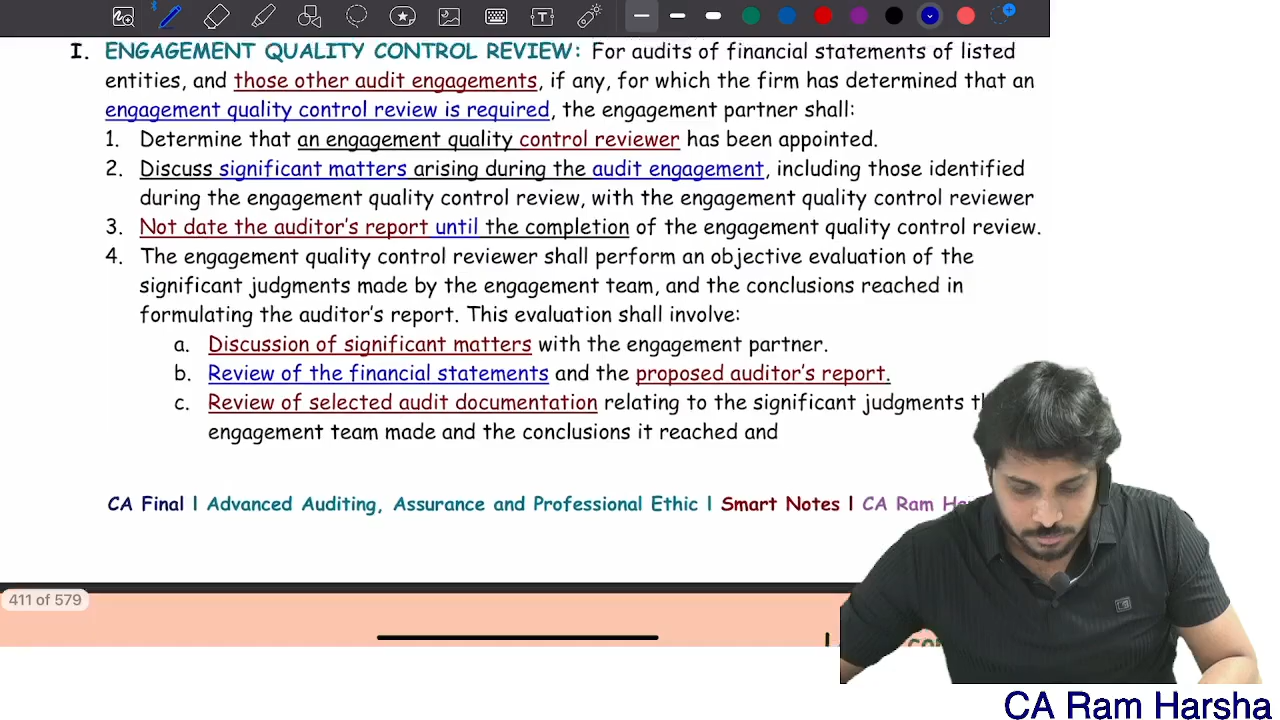 I. ENGAGEMENT QUALITY CONTROL REVIEW: For audits of financial statements of listed
entities, and those other audit engagements, if any, for which the firm has determined that an
engagement quality control review is required, the engagement partner shall:
1. Determine that an engagement quality control reviewer has been appointed.
2. Discuss significant matters arising during the audit engagement, including those identified
during the engagement quality control review, with the engagement quality control reviewer
3. Not date the auditor's report until the completion of the engagement quality control review.
4. The engagement quality control reviewer shall perform an objective evaluation of the
significant judgments made by the engagement team, and the conclusions reached in
formulating the auditor's report. This evaluation shall involve:
a. Discussion of significant matters with the engagement partner.
b. Review of the financial statements and the proposed auditor's report.
c. Review of selected audit documentation relating to the significant judgments
engagement team made and the conclusions it reached and
CA Final l Advanced Auditing, Assurance and Professional Ethic l Smart Notes l CA Ram
411 of 579
CA Ram Harsha